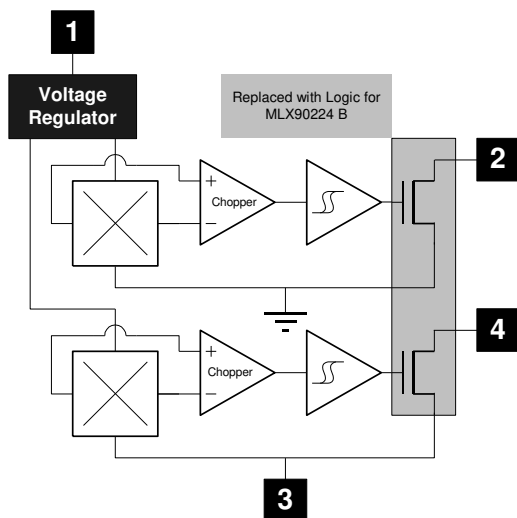 1
Voltage
Regulator
Replaced with Logic for
MLX90224 B
2
+
Chopper
−
4
+
Chopper
−
3